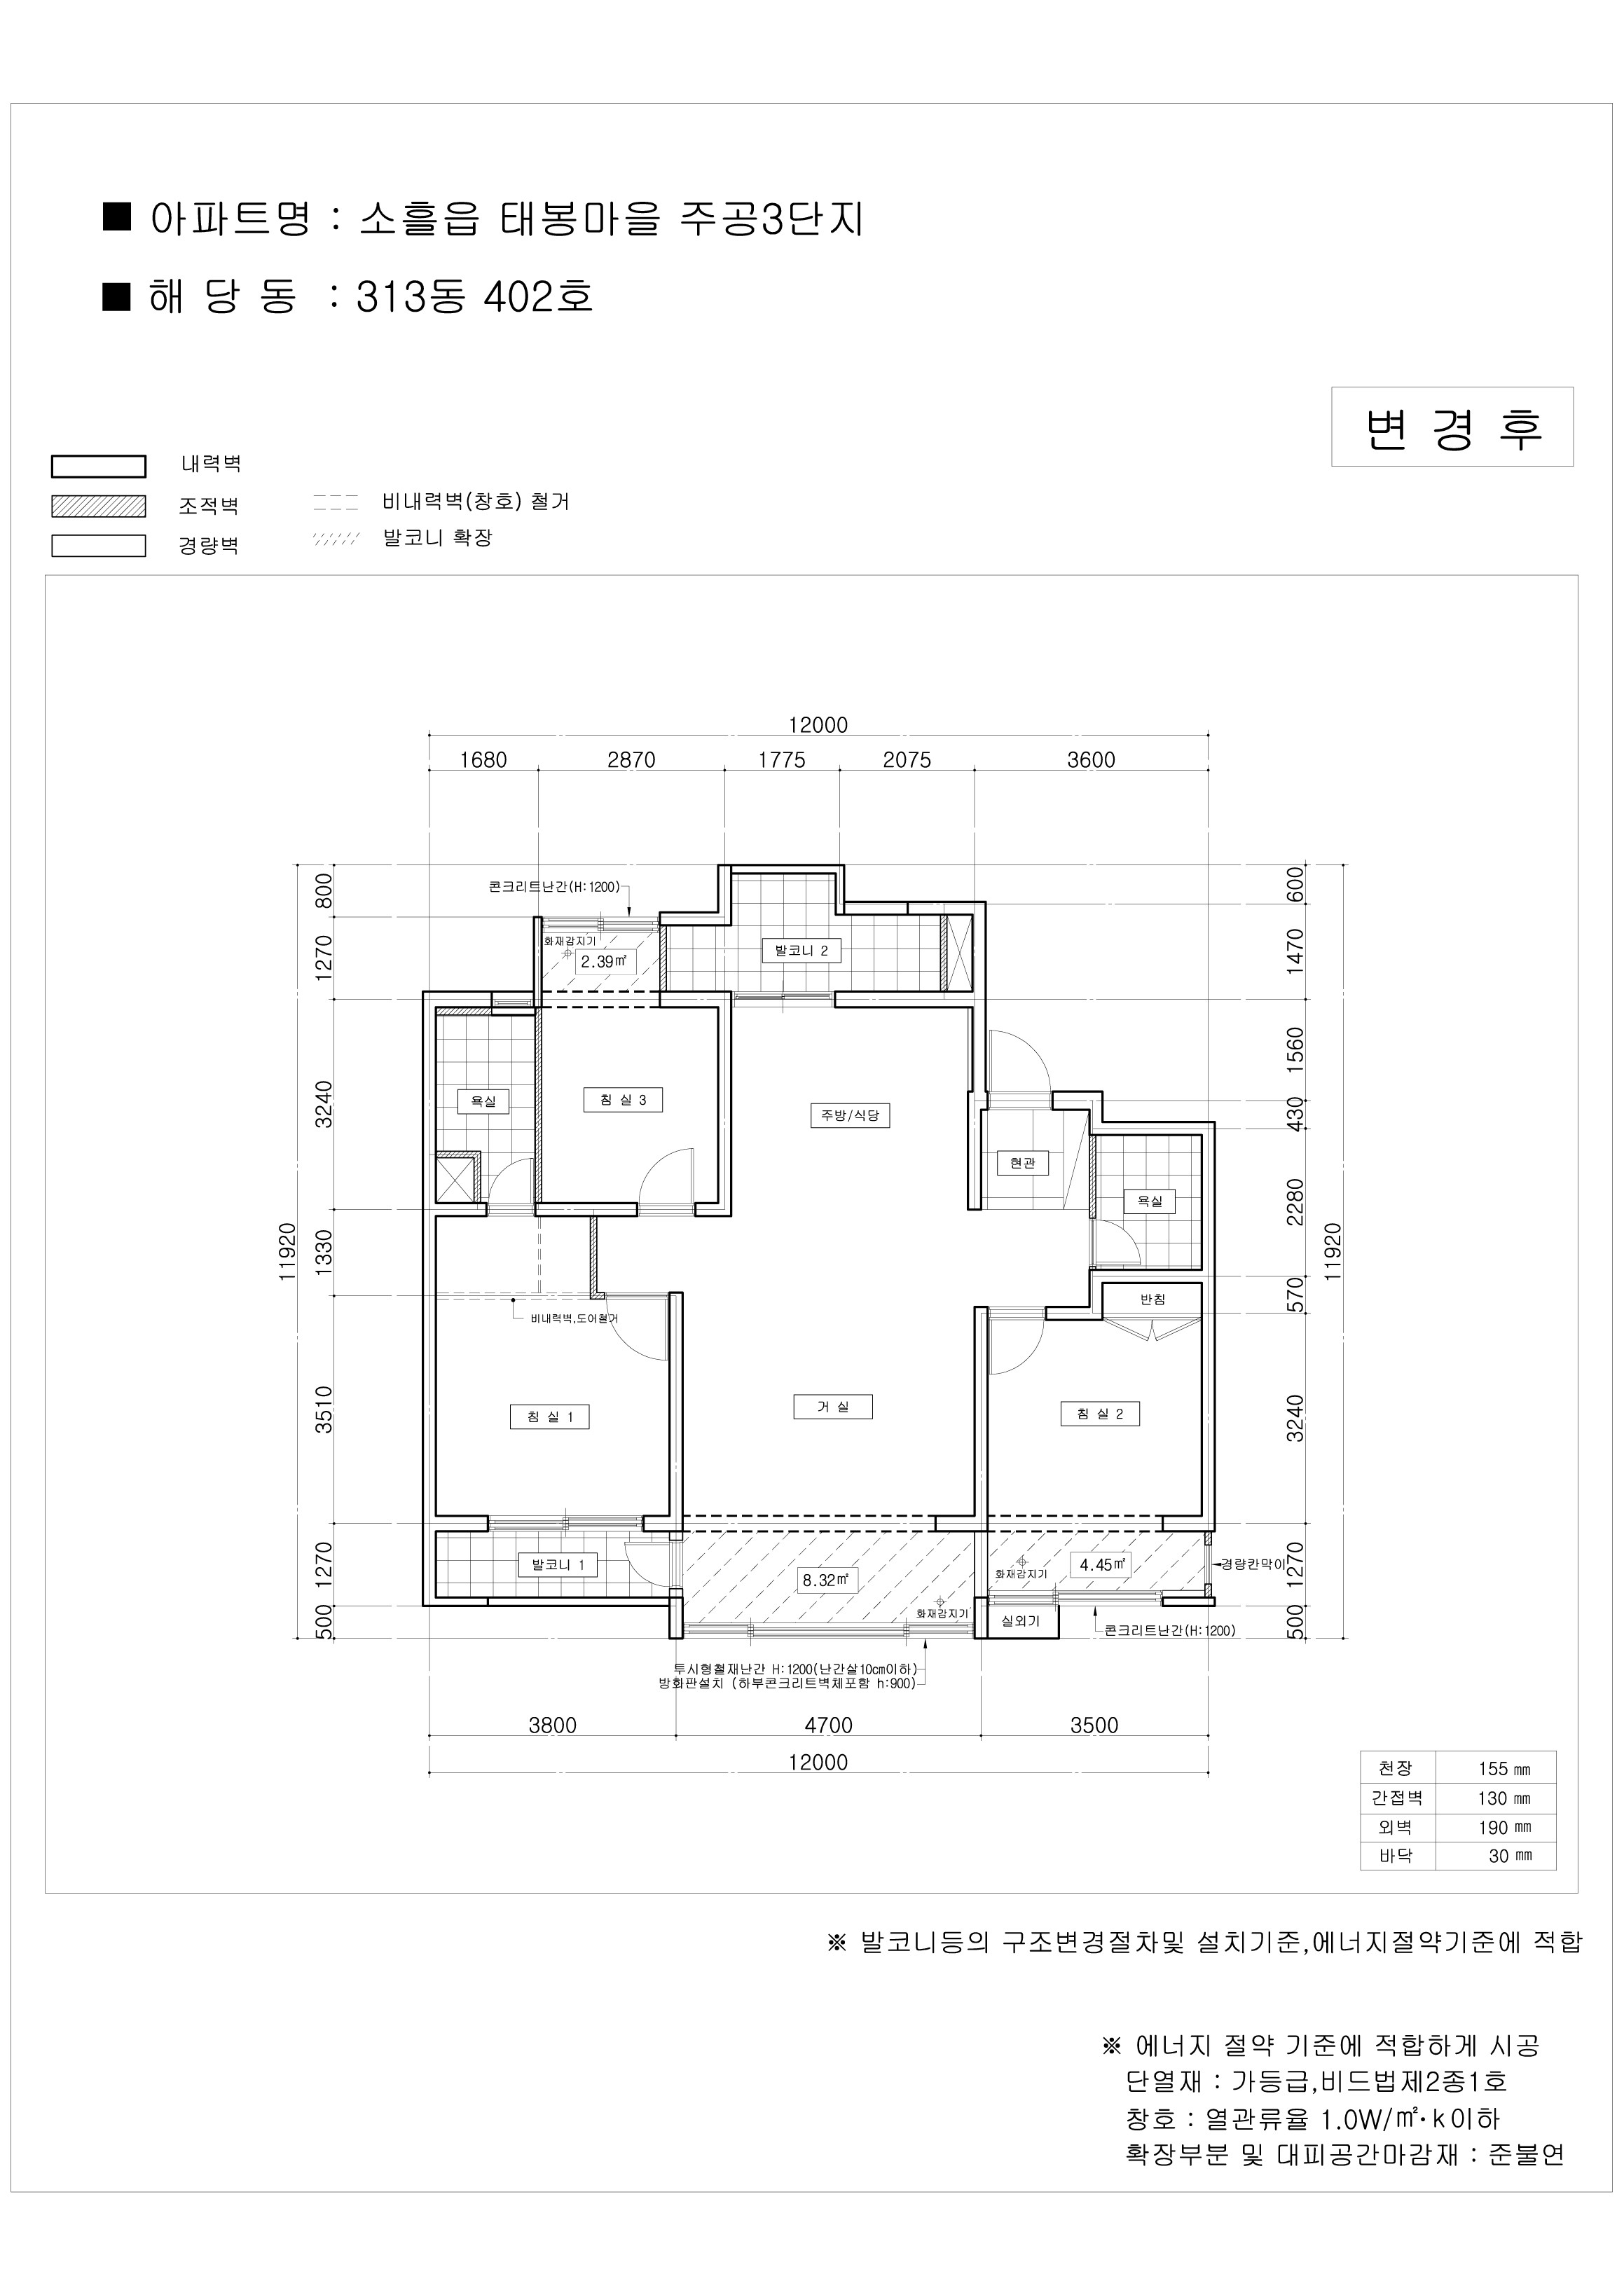 ■ 아파트명 : 소흘읍 태봉마을 주공3단지
■ 해 당 동 : 313동 402호
변 경 후
내력벽
조적벽
경량벽
비내력벽(창호) 철거
발코니 확장
12000
1680 2870 1775 2075 3600
11920
800
1270
3240
1330
3510
1270
500
600
1470
1560
430
2280
570
3240
1270
500
11920
콘크리트난간(H:1200)
화재감지기
2.39㎡
발코니 2
욕실
침 실 3
주방/식당
현관
욕실
반침
비내력벽,도어철거
침 실 1
거 실
침 실 2
발코니 1
8.32㎡
화재감지기
4.45㎡
화재감지기
경량칸막이
실외기
콘크리트난간(H:1200)
투시형철재난간 H:1200(난간살10㎝이하)
방화판설치 (하부콘크리트벽체포함 h:900)
3800 4700 3500
12000
천장 155 ㎜
간접벽 130 ㎜
외벽 190 ㎜
바닥 30 ㎜
※ 발코니등의 구조변경절차및 설치기준,에너지절약기준에 적합
※ 에너지 절약 기준에 적합하게 시공
단열재 : 가등급,비드법제2종1호
창호 : 열관류율 1.0W/㎡·k이하
확장부분 및 대피공간마감재 : 준불연